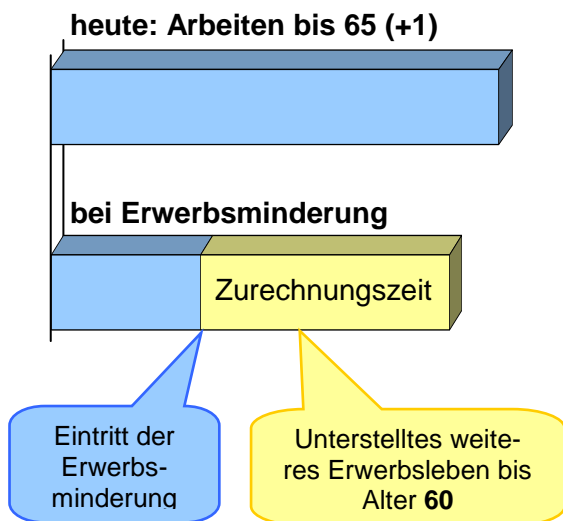 heute: Arbeiten bis 65 (+1)
bei Erwerbsminderung
Zurechnungszeit
Eintritt der
Erwerbs-
minderung
Unterstelltes weite-
res Erwerbsleben bis
Alter 60